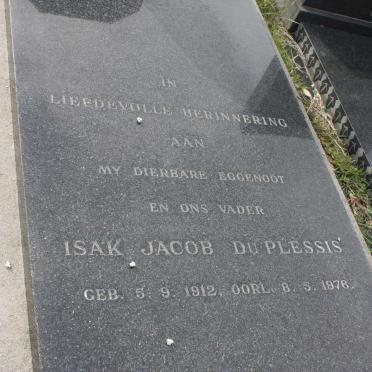 IN
LIEFDEVOLLE HERINNERING
AAN
MY DIERBARE EGGENOOT
EN ONS VADER
ISAK JACOB DU PLESSIS
GEB. 5. 9. 1912, OORL. 8. 5. 1976.